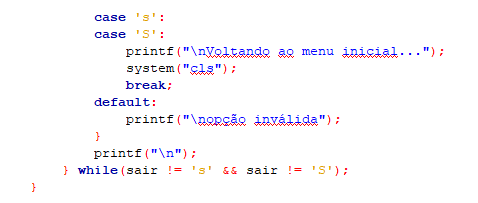 case 's':
case 'S':
printf("\nVoltando ao menu inicial...");
system("cls");
break;
default:
printf("\nopção inválida");
}
printf("\n");
} while(sair != 's' && sair != 'S');
}